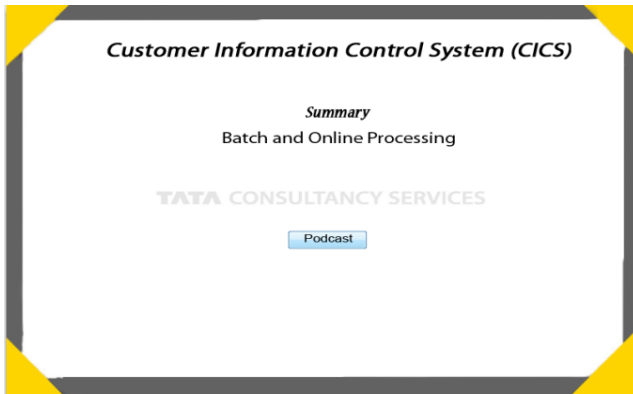 Customer Information Control System (CICS)
Summary
Batch and Online Processing
TATA CONSULTANCY SERVICES
Podcast